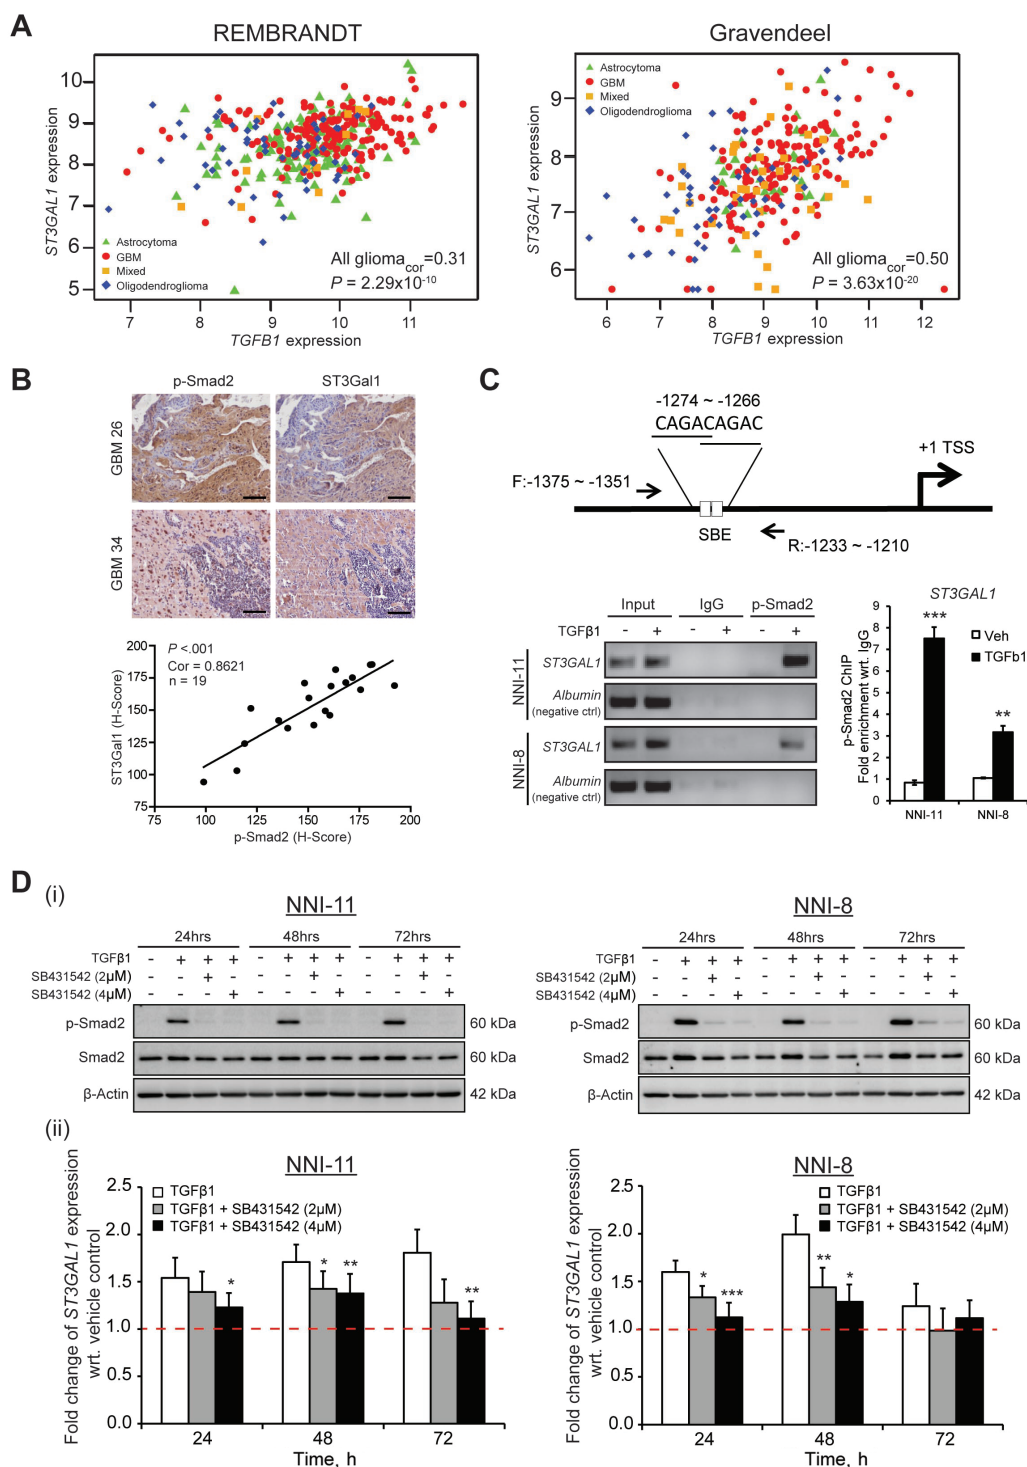 A
REMBRANDT
Gravendeel
10
9
8
7
6
5
ST3GAL1 expression
Astrocytoma
GBM
Mixed
Oligodendroglioma
All glioma cor=0.31
P = 2.29x10-10
7 8 9 10 11
TGFB1 expression
9
8
7
6
ST3GAL1 expression
Astrocytoma
GBM
Mixed
Oligodendroglioma
All glioma cor=0.50
P = 3.63x10-20
6 7 8 9 10 11 12
TGFB1 expression
B
p-Smad2 ST3Gal1
GBM 26
GBM 34
200
175
150
125
100
75
ST3Gal1 (H-Score)
P <.001
Cor = 0.8621
n = 19
75 100 125 150 175 200
p-Smad2 (H-Score)
C
-1274 ~ -1266
CAGACAGAC
+1 TSS
F:-1375 ~ -1351
SBE
R:-1233 ~ -1210
Input IgG p-Smad2
TGFβ1 - + - + - +
NNI-11
ST3GAL1
Albumin
(negative ctrl)
NNI-8
ST3GAL1
Albumin
(negative ctrl)
ST3GAL1
p-Smad2 ChIP
Fold enrichment wrt. IgG
9
8
7
6
5
4
3
2
1
0
***
**
Veh
TGFb1
NNI-11 NNI-8
D
(i)
NNI-11
24hrs 48hrs 72hrs
TGFβ1 - + + + - + + + - + + +
SB431542 (2μM) - - + - - + - - +
SB431542 (4μM) - - + - - + - - +
p-Smad2 60 kDa
Smad2 60 kDa
β-Actin 42 kDa
NNI-8
24hrs 48hrs 72hrs
TGFβ1 - + + + - + + + - + + +
SB431542 (2μM) - - + - - + - - +
SB431542 (4μM) - - + - - + - - +
p-Smad2 60 kDa
Smad2 60 kDa
β-Actin 42 kDa
(ii)
NNI-11
Fold change of ST3GAL1 expression
wrt. vehicle control
2.5
2.0
1.5
1.0
0.5
0.0
TGFβ1
TGFβ1 + SB431542 (2μM)
TGFβ1 + SB431542 (4μM)
* * ** **
24 48 72
Time, h
NNI-8
Fold change of ST3GAL1 expression
wrt. vehicle control
2.5
2.0
1.5
1.0
0.5
0.0
TGFβ1
TGFβ1 + SB431542 (2μM)
TGFβ1 + SB431542 (4μM)
* *** ** *
24 48 72
Time, h